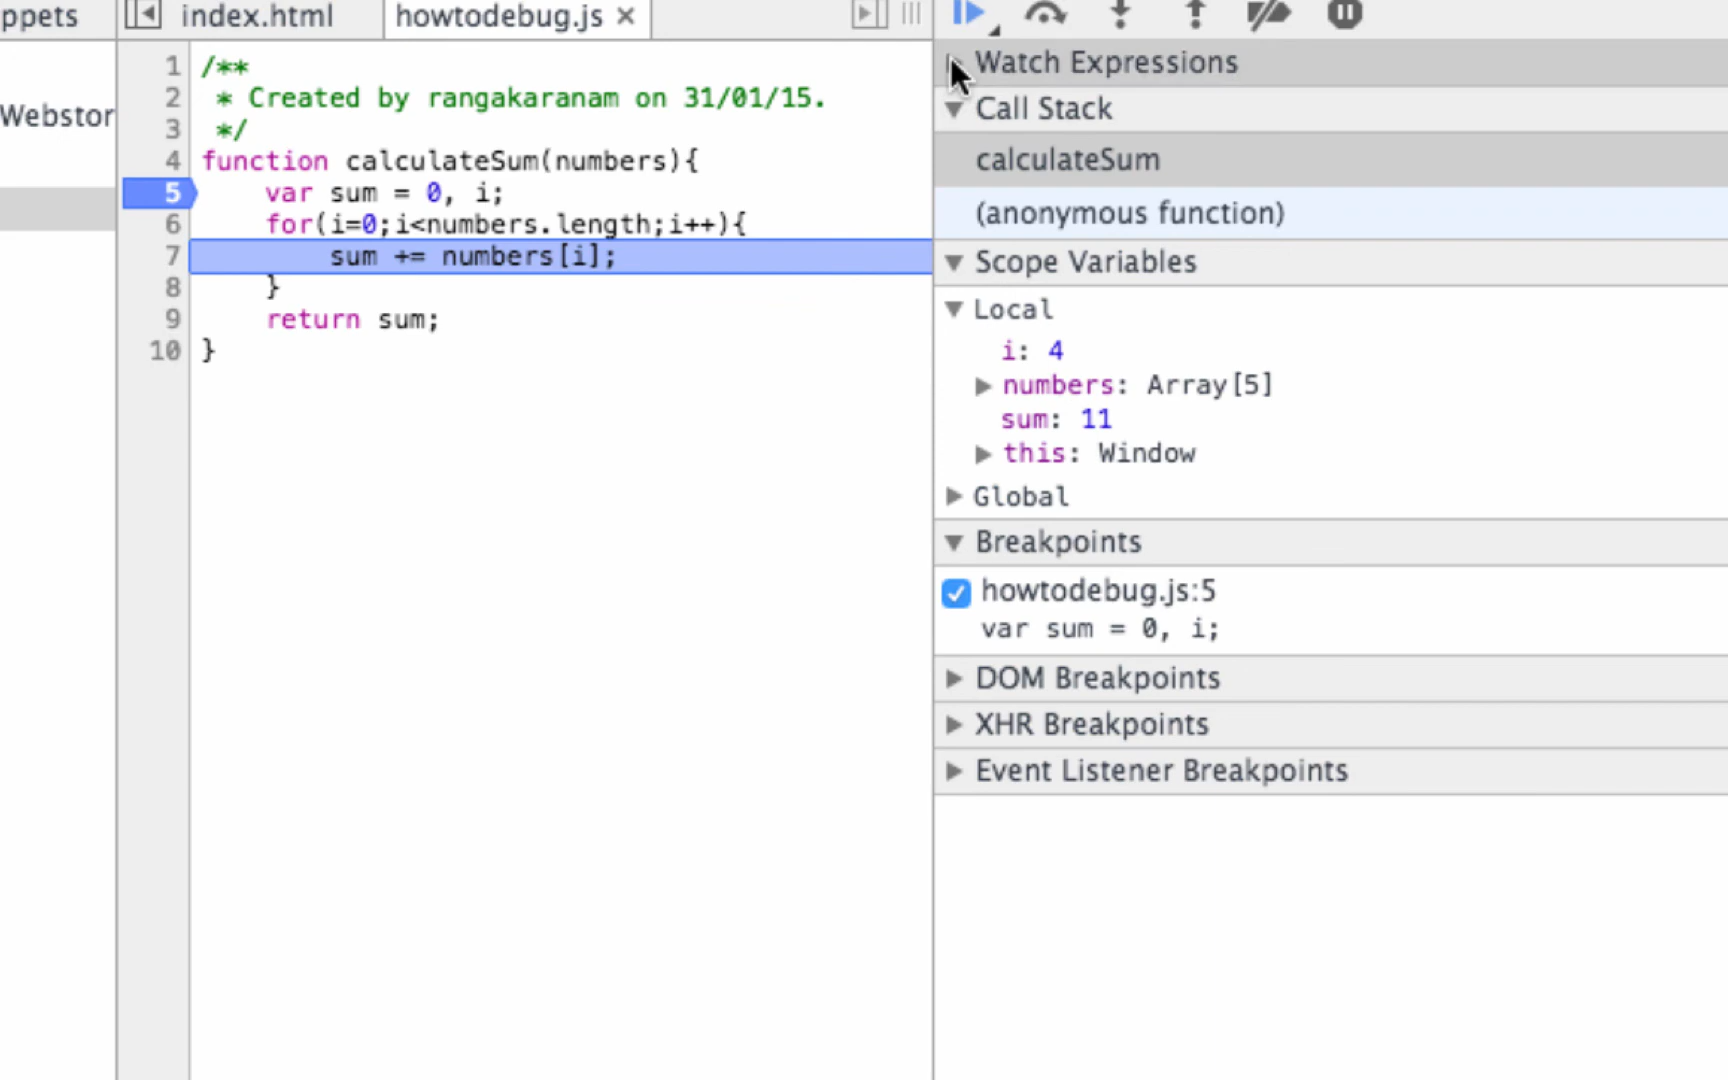 ppets
index.html
howtodebug.js ×
Webstor
1 /**
2 * Created by rangakaranam on 31/01/15.
3 */
4 function calculateSum(numbers){
5 var sum = 0, i;
6 for(i=0;i<numbers.length;i++){
7 sum += numbers[i];
8 }
9 return sum;
10 }
Watch Expressions
Call Stack
calculateSum
(anonymous function)
Scope Variables
Local
i: 4
numbers: Array[5]
sum: 11
this: Window
Global
Breakpoints
howtodebug.js:5
var sum = 0, i;
DOM Breakpoints
XHR Breakpoints
Event Listener Breakpoints